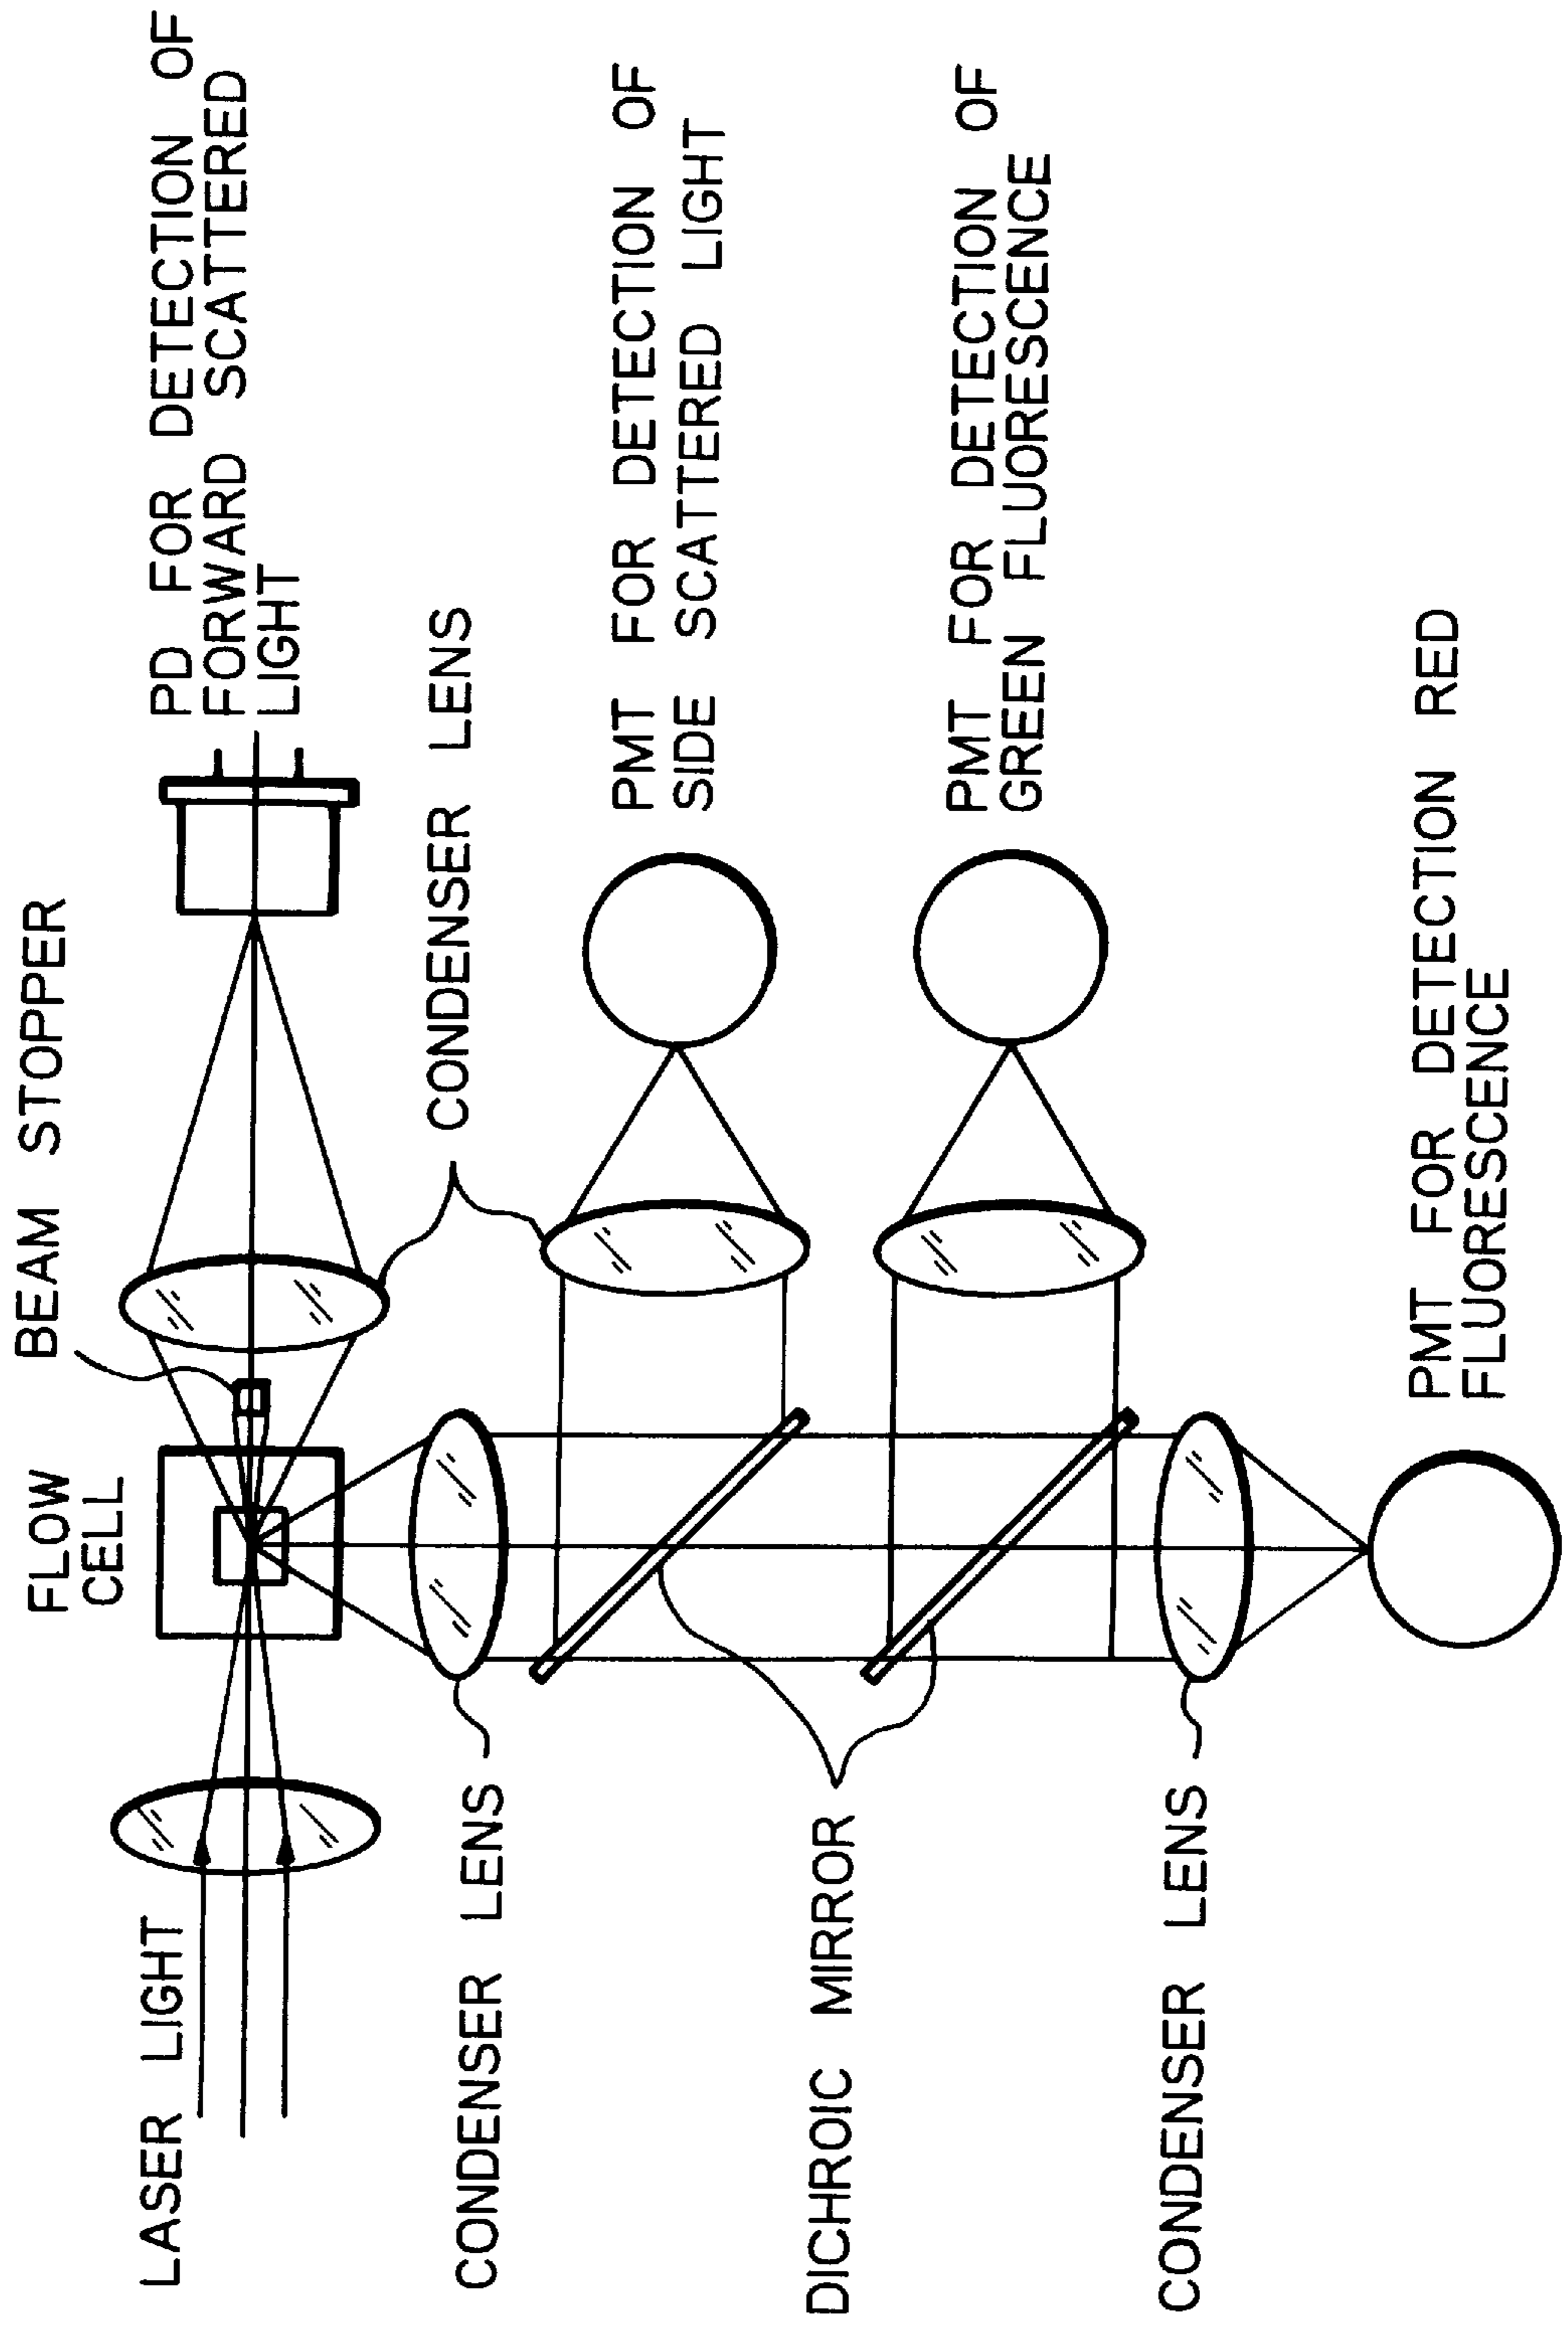 BEAM STOPPER
FLOW
CELL
LASER LIGHT
PD FOR DETECTION OF
FORWARD SCATTERED
LIGHT
CONDENSER LENS
CONDENSER LENS
PMT FOR DETECTION OF
SIDE SCATTERED LIGHT
DICHROIC MIRROR
PMT FOR DETECTION OF
GREEN FLUORESCENCE
CONDENSER LENS
PMT FOR DETECTION RED
FLUORESCENCE